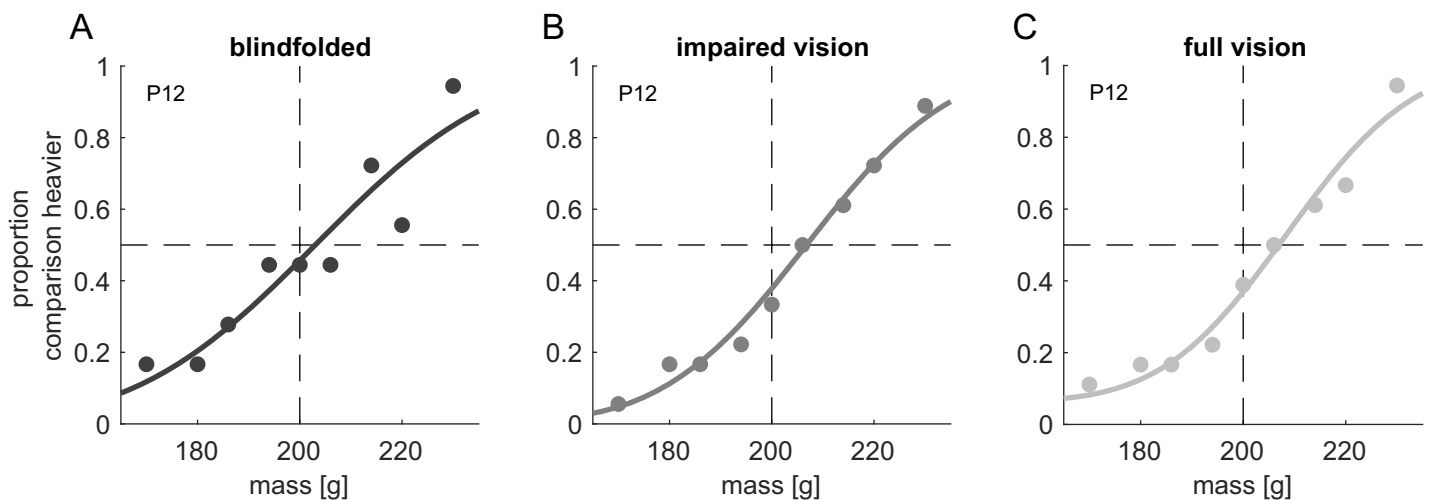 A
blindfolded
P12
1
0.8
0.6
0.4
0.2
0
180
200
220
mass [g]
proportion
comparison heavier
B
impaired vision
P12
1
0.8
0.6
0.4
0.2
0
180
200
220
mass [g]
C
full vision
P12
1
0.8
0.6
0.4
0.2
0
180
200
220
mass [g]